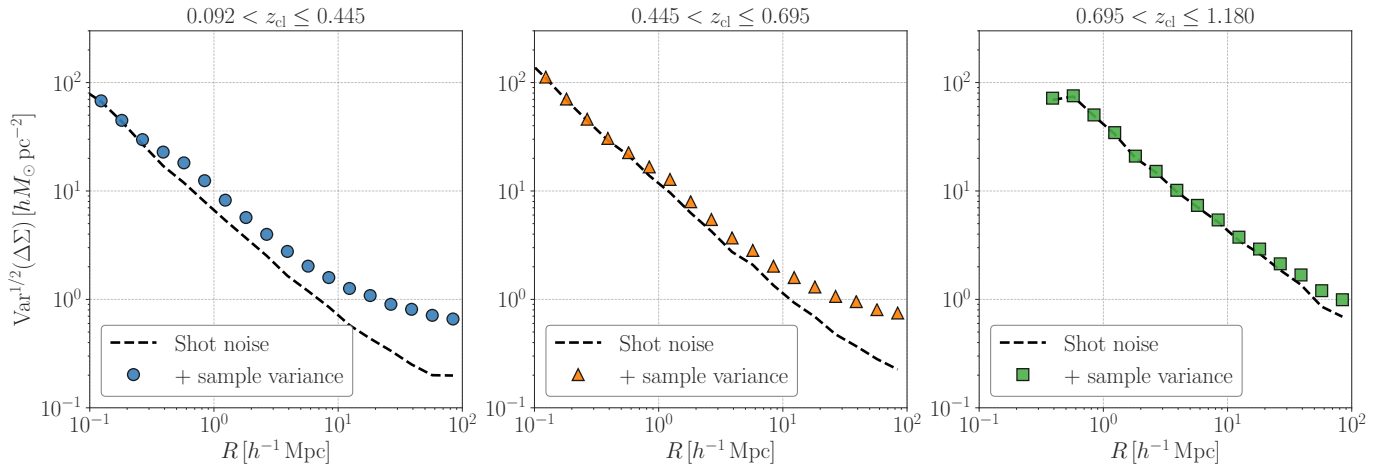 0.092 < z_cl ≤ 0.445
0.445 < z_cl ≤ 0.695
0.695 < z_cl ≤ 1.180
Var^{1/2}(ΔΣ) [hM_⊙ pc^{-2}]
10^2
10^1
10^0
10^{-1}
Shot noise
+ sample variance
10^{-1}
10^0
10^1
10^2
R [h^{-1} Mpc]
10^2
10^1
10^0
10^{-1}
Shot noise
+ sample variance
10^{-1}
10^0
10^1
10^2
R [h^{-1} Mpc]
10^2
10^1
10^0
10^{-1}
Shot noise
+ sample variance
10^{-1}
10^0
10^1
10^2
R [h^{-1} Mpc]